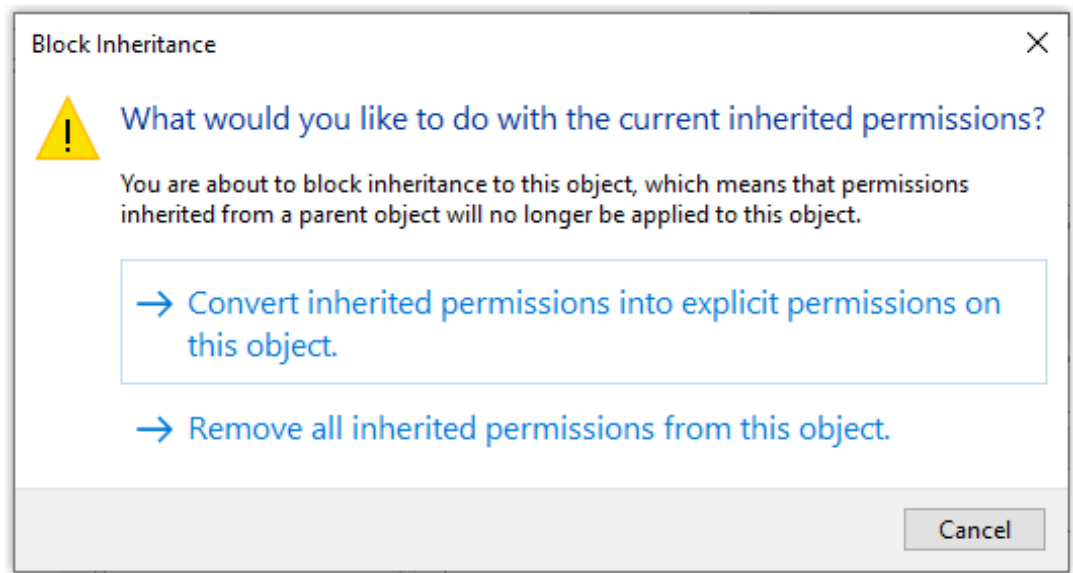 Block Inheritance
What would you like to do with the current inherited permissions?
You are about to block inheritance to this object, which means that permissions
inherited from a parent object will no longer be applied to this object.
Convert inherited permissions into explicit permissions on
this object.
Remove all inherited permissions from this object.
Cancel